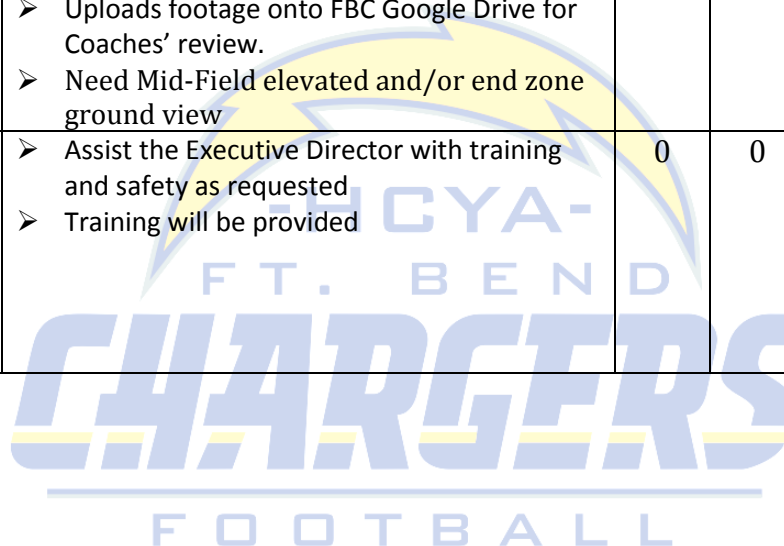 ➢ Uploads footage onto FBC Google Drive for
Coaches’ review.
➢ Need Mid-Field elevated and/or end zone
ground view
➢ Assist the Executive Director with training 0 0
and safety as requested
➢ Training will be provided
-HCYA-
FT. BEND
CHARGERS
FOOTBALL